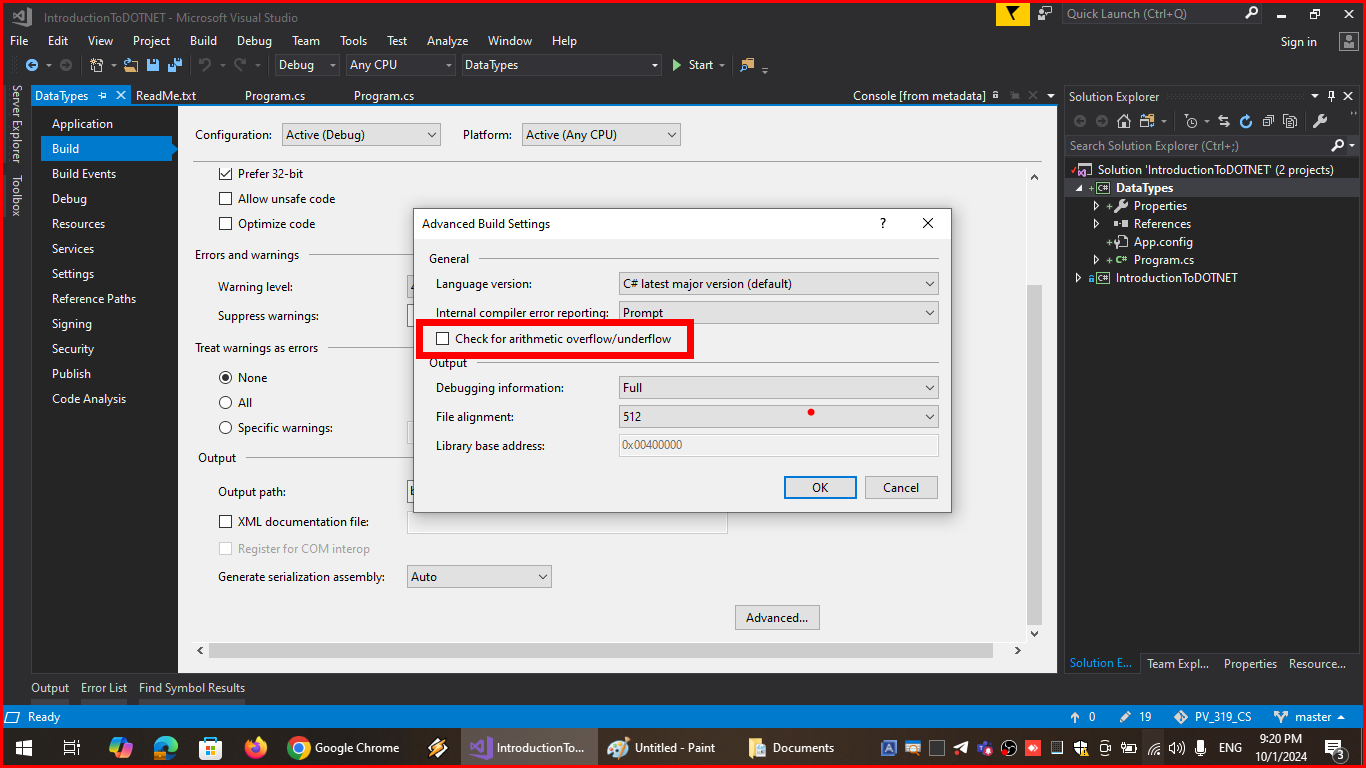 IntroductionToDOTNET - Microsoft Visual Studio
Quick Launch (Ctrl+Q)
File Edit View Project Build Debug Team Tools Test Analyze Window Help
Sign in
Debug Any CPU DataTypes Start
Server Explorer
Toolbox
DataTypes ReadMe.txt Program.cs Program.cs Console [from metadata]
Application
Build
Build Events
Debug
Resources
Services
Settings
Reference Paths
Signing
Security
Publish
Code Analysis
Configuration: Active (Debug) Platform: Active (Any CPU)
Prefer 32-bit
Allow unsafe code
Optimize code
Errors and warnings
Warning level:
Suppress warnings:
Treat warnings as errors
None
All
Specific warnings:
Output
Output path:
XML documentation file:
Register for COM interop
Generate serialization assembly: Auto
Advanced...
Advanced Build Settings ?
General
Language version: C# latest major version (default)
Internal compiler error reporting: Prompt
Check for arithmetic overflow/underflow
Output
Debugging information: Full
File alignment: 512
Library base address: 0x00400000
OK Cancel
Solution Explorer
Search Solution Explorer (Ctrl+;)
Solution 'IntroductionToDOTNET' (2 projects)
C# DataTypes
Properties
References
App.config
C# Program.cs
C# IntroductionToDOTNET
Solution E... Team Expl... Properties Resource...
Output Error List Find Symbol Results
Ready 0 19 PV_319_CS master
Google Chrome IntroductionTo... Untitled - Paint Documents ENG 9:20 PM
10/1/2024 3